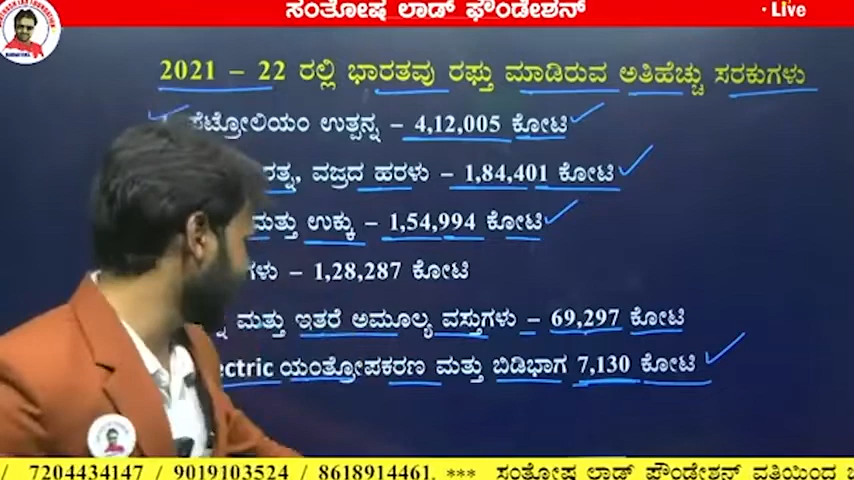 ಸಂತೋಷ ಲಾಡ್ ಫೌಂಡೇಶನ್
Live
2021 – 22 ರಲ್ಲಿ ಭಾರತವು ರಫ್ತು ಮಾಡಿರುವ ಅತಿಹೆಚ್ಚು ಸರಕುಗಳು
ಪೆಟ್ರೋಲಿಯಂ ಉತ್ಪನ್ನ – 4,12,005 ಕೋಟಿ
ರತ್ನ, ವಜ್ರದ ಹರಳು – 1,84,401 ಕೋಟಿ
ಮತ್ತು ಉಕ್ಕು – 1,54,994 ಕೋಟಿ
ಗಳು – 1,28,287 ಕೋಟಿ
ಮತ್ತು ಇತರೆ ಅಮೂಲ್ಯ ವಸ್ತುಗಳು – 69,297 ಕೋಟಿ
ectric ಯಂತ್ರೋಪಕರಣ ಮತ್ತು ಬಿಡಿಭಾಗ 7,130 ಕೋಟಿ
/ 7204434147 / 9019103524 / 8618914461. *** ಸಂತೋಷ ಲಾಡ್ ಫೌಂಡೇಶನ್ ವತಿಯಿಂದ